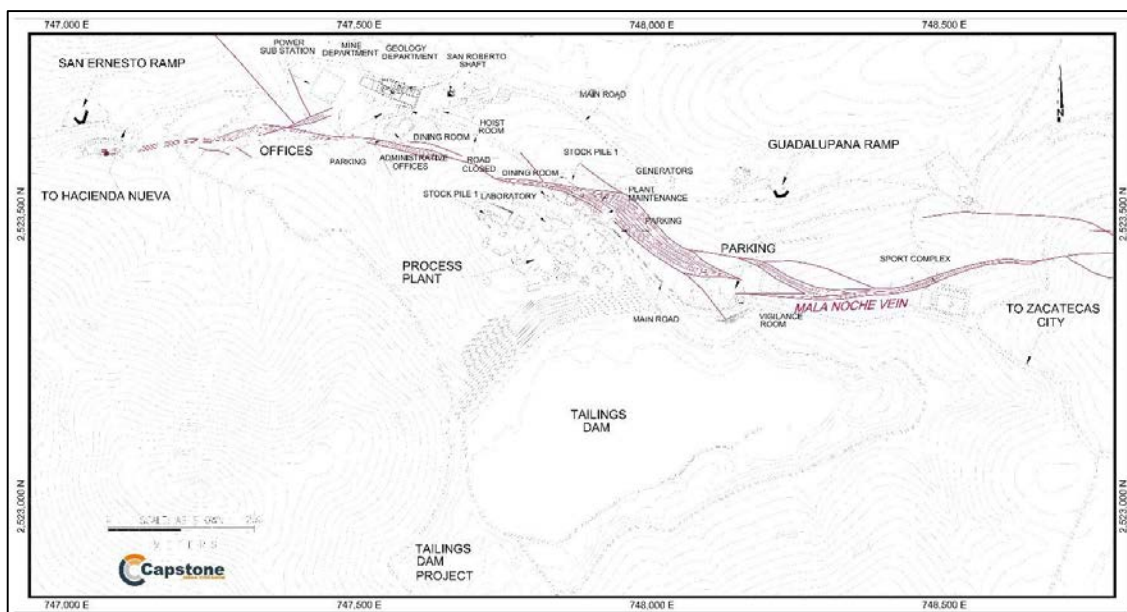 747,000 E
747,500 E
748,000 E
748,500 E
POWER
SUB STATION
MINE
DEPARTMENT
GEOLOGY
DEPARTMENT
SAN ROBERTO
SHAFT
SAN ERNESTO RAMP
MAIN ROAD
N
HOIST
ROOM
DINING ROOM
OFFICES
STOCK PILE 1
GUADALUPANA RAMP
PARKING
ADMINISTRATIVE
OFFICES
ROAD
CLOSED
DINING ROOM
GENERATORS
TO HACIENDA NUEVA
STOCK PILE 1
LABORATORY
PLANT
MAINTENANCE
2,523,500 N
2,523,500 N
PARKING
PARKING
PROCESS
PLANT
SPORT COMPLEX
MALA NOCHE VEIN
TO ZACATECAS
CITY
MAIN ROAD
VIGILANCE
ROOM
TAILINGS
DAM
2,523,000 N
2,523,000 N
METERS
Capstone
TAILINGS
DAM
PROJECT
747,000 E
747,500 E
748,000 E
748,500 E